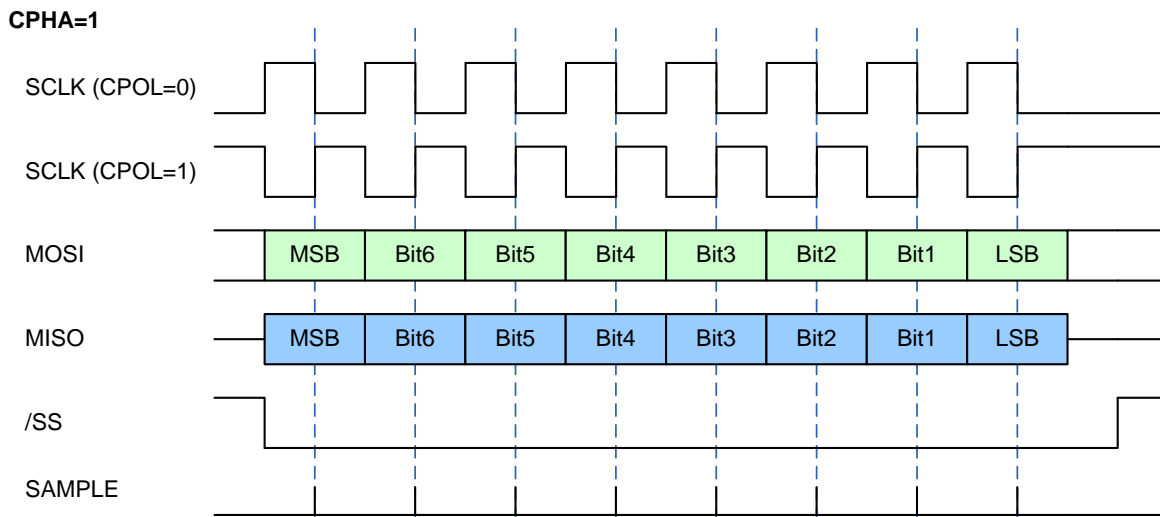 CPHA=1
SCLK (CPOL=0)
SCLK (CPOL=1)
MOSI MSB Bit6 Bit5 Bit4 Bit3 Bit2 Bit1 LSB
MISO MSB Bit6 Bit5 Bit4 Bit3 Bit2 Bit1 LSB
/SS
SAMPLE